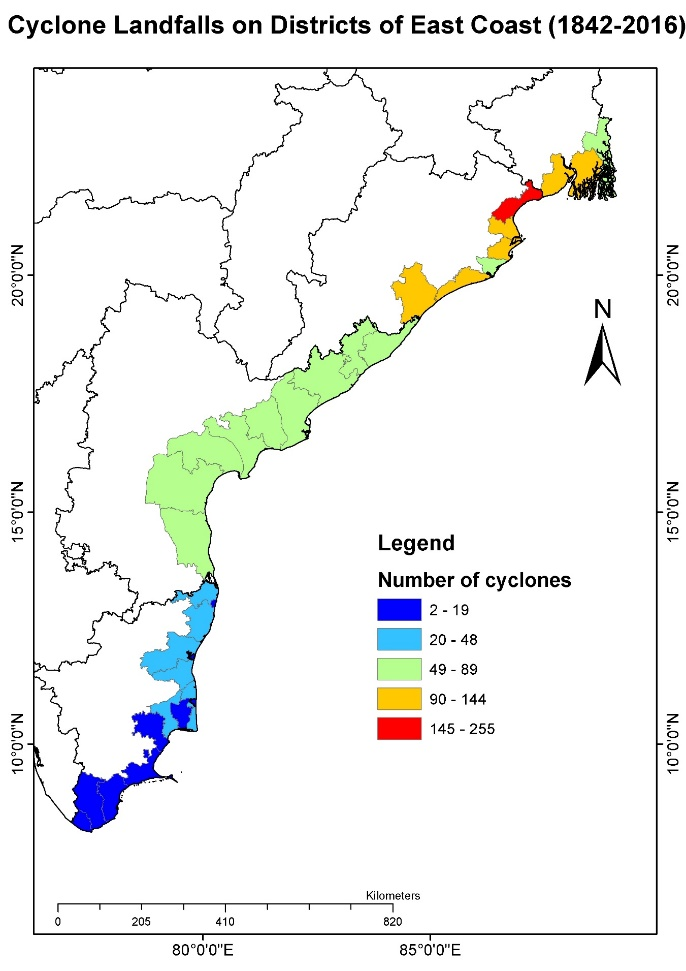 Cyclone Landfalls on Districts of East Coast (1842-2016)
20°0'0"N
20°0'0"N
N
15°0'0"N
15°0'0"N
Legend
Number of cyclones
2 - 19
20 - 48
49 - 89
90 - 144
145 - 255
10°0'0"N
10°0'0"N
Kilometers
0 205 410 820
80°0'0"E 85°0'0"E